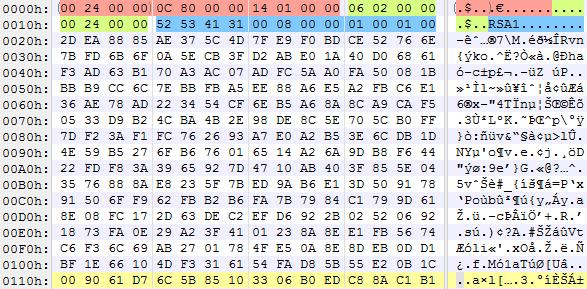 0000h: 00 24 00 00 0C 80 00 00 14 01 00 00 06 02 00 00 .$...€..........
0010h: 00 24 00 00 52 53 41 31 00 08 00 00 01 00 01 00 .$..RSA1........
0020h: 2D EA 88 85 AE 37 5C 4D 7F E9 F0 BD CE 52 76 6E -êˆ…®7\M.éð½ÎRvn
0030h: 7B FD 6B 6F 0A 5E CB 3F D2 AB E0 1A 40 D0 68 61 {ýko.^Ë?Ò«à.@Ðha
0040h: F3 AD 63 B1 70 A3 AC 07 AD FC 5A A0 FA 50 08 1B ó-c±p£¬.-üZ úP..
0050h: BB B9 CC 6C 7E BB FB A5 EE 88 A6 E5 A2 FB C6 E1 »¹Ìl~»û¥îˆ¦å¢ûÆá
0060h: 36 AE 78 AD 22 34 54 CF 6E B5 A6 8A 8C A9 CA F5 6®x-"4TÏnµ¦ŠŒ©Êõ
0070h: 05 33 D9 B2 4C BA 4B 2E 98 DE 8C 5E 70 5C B0 FF .3Ù²LºK.˜ÞŒ^p\°ÿ
0080h: 7D F2 3A F1 FC 76 26 93 A7 E0 A2 B5 3E 6C DB 1D }ò:ñüv&“§à¢µ>lÛ.
0090h: 4E 59 B5 27 6F B6 76 01 65 14 A2 6A 9D B8 F6 44 NYµ'o¶v.e.¢j.¸öD
00A0h: 22 FD F8 3A 39 65 92 7D 47 10 AB 40 3F 85 5E 04 "ýø:9e’}G.«@?…^.
00B0h: 35 76 88 8A E8 23 5F 7B ED 9A B6 E1 3D 50 91 78 5vˆŠè#_{íš¶á=P‘x
00C0h: 91 50 6F F9 62 FB B2 B6 FA 7B 79 84 C1 79 9D 61 ‘Poùbû²¶ú{y„Áy.a
00D0h: 8E 08 FC 17 2D 63 DE C2 EF D6 92 2B 02 52 06 92 Ž.ü.-cÞÂïÖ’+.R.’
00E0h: 18 73 FA 0E 29 A2 3F 41 01 23 8A 8E E1 FB 56 74 .sú.)¢?A.#ŠŽáûVt
00F0h: C6 F3 6C 69 AB 27 01 78 4F E5 0A 8E 8D EB 0D D1 Æóli«'.xOå.Ž.ë.Ñ
0100h: BF 1E 66 10 4D F3 31 61 54 FA D8 5B 55 E2 0B 1C ¿.f.Mó1aTúØ[Uâ..
0110h: 00 90 61 D7 6C 5B 85 10 33 06 B0 ED C8 8A C1 B1 ..a×l[….3.°íÈŠÁ±